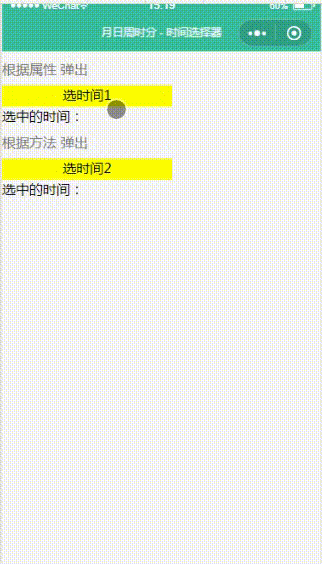 WeChat 15:19 60%
月日周时分 - 时间选择器
根据属性 弹出
选时间1
选中的时间：
根据方法 弹出
选时间2
选中的时间：